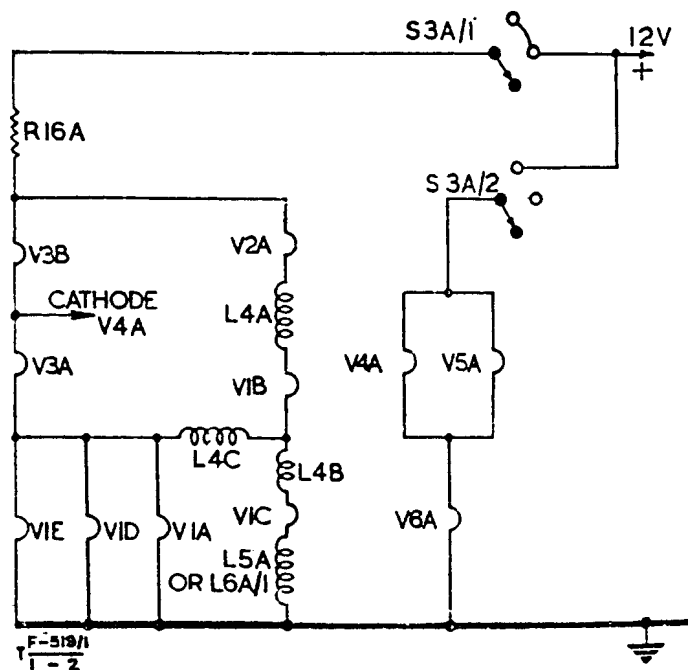 S3A/1
12V
+
R16A
S3A/2
V2A
V3B
CATHODE
V4A
L4A
V3A
V1B
V4A
V5A
L4C
L4B
V1E
V1D
V1A
V1C
V6A
L5A
OR L6A/1
T F-519/1
1-2